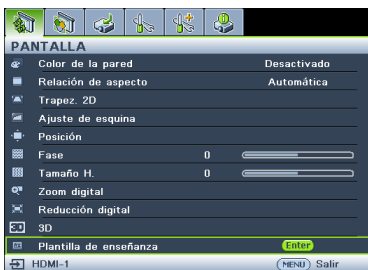 PANTALLA
Color de la pared Desactivado
Relación de aspecto Automática
Trapez. 2D
Ajuste de esquina
Posición
Fase 0
Tamaño H. 0
Zoom digital
Reducción digital
3D
Plantilla de enseñanza Enter
HDMI-1 MENU Salir